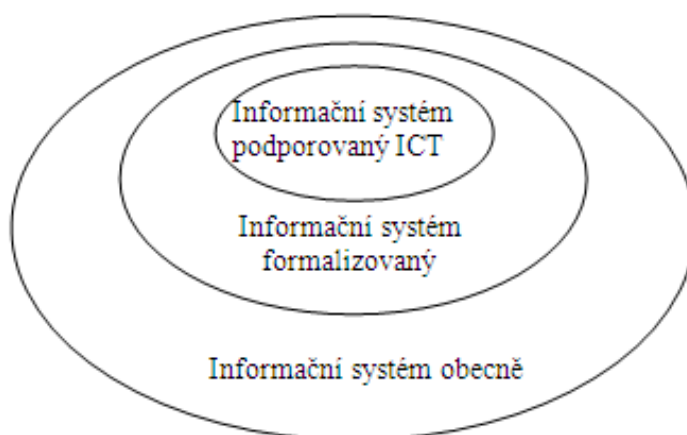 Informační systém
podporovaný ICT
Informační systém
formalizovaný
Informační systém obecně